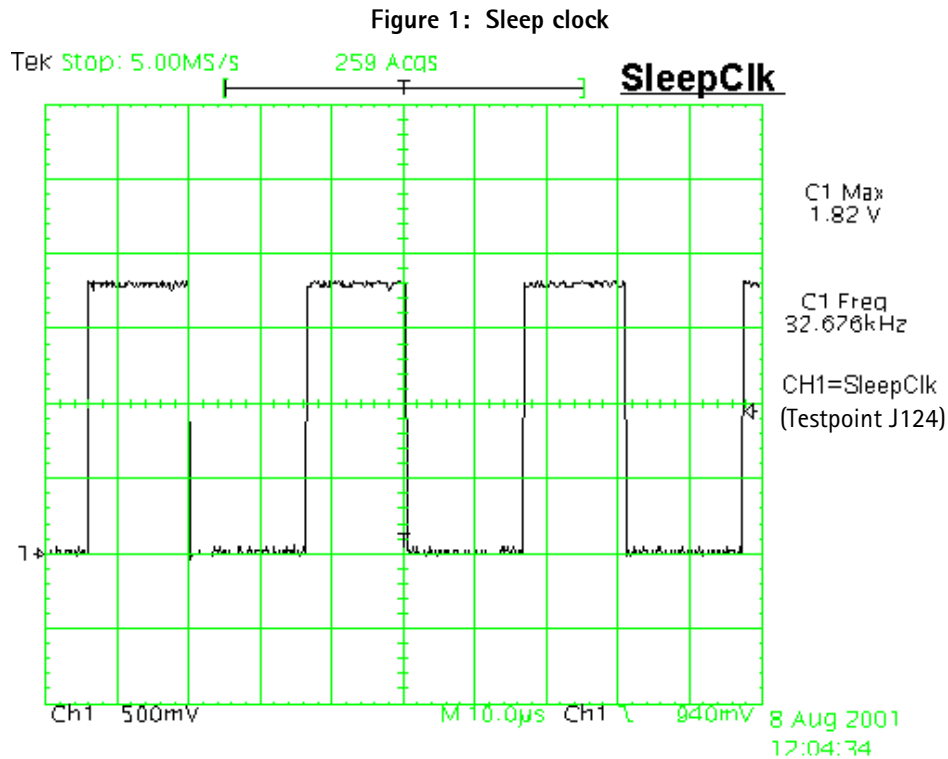 Figure 1: Sleep clock
Tek Stop: 5.00MS/s 259 Acqs
SleepClk
T
C1 Max
1.82 V
C1 Freq
32.676kHz
CH1=SleepClk
(Testpoint J124)
1
Ch1 500mV M 10.0µs Ch1 940mV
8 Aug 2001
12:04:34